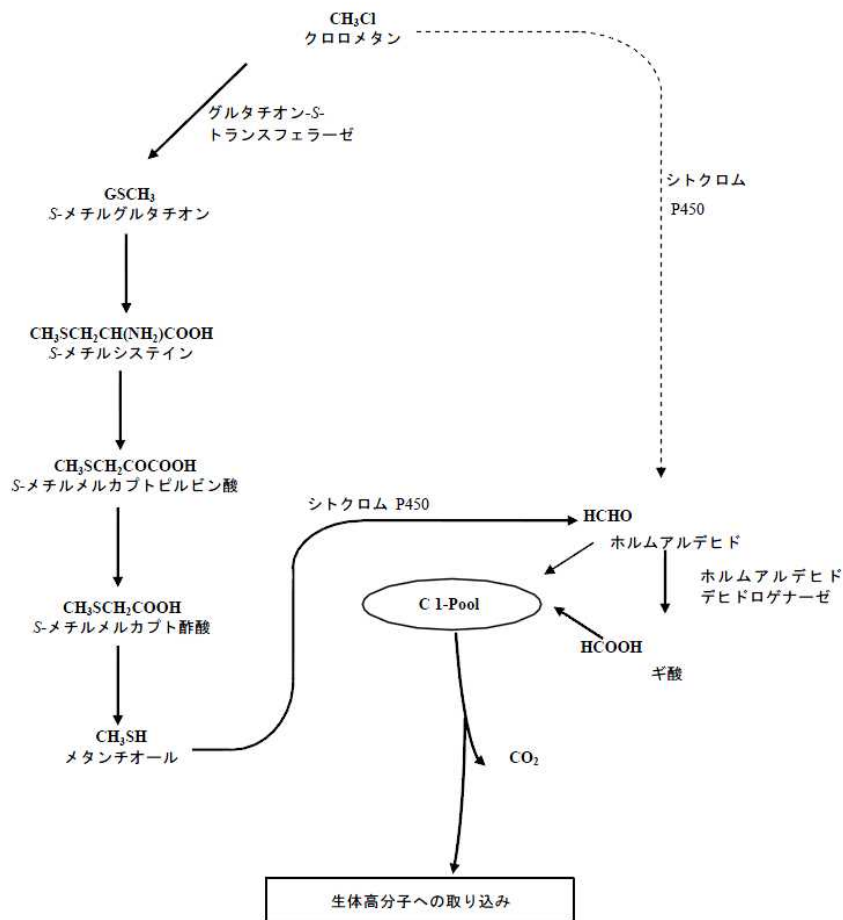 CH₃Cl
クロロメタン
グルタチオン-S-
トランスフェラーゼ
シトクロム
P450
GSCH₃
S-メチルグルタチオン
CH₃SCH₂CH(NH₂)COOH
S-メチルシステイン
CH₃SCH₂COCOOH
S-メチルメルカプトピルビン酸
シトクロム P450
HCHO
ホルムアルデヒド
ホルムアルデヒド
デヒドロゲナーゼ
C 1-Pool
CH₃SCH₂COOH
S-メチルメルカプト酢酸
HCOOH
ギ酸
CH₃SH
メタンチオール
CO₂
生体高分子への取り込み